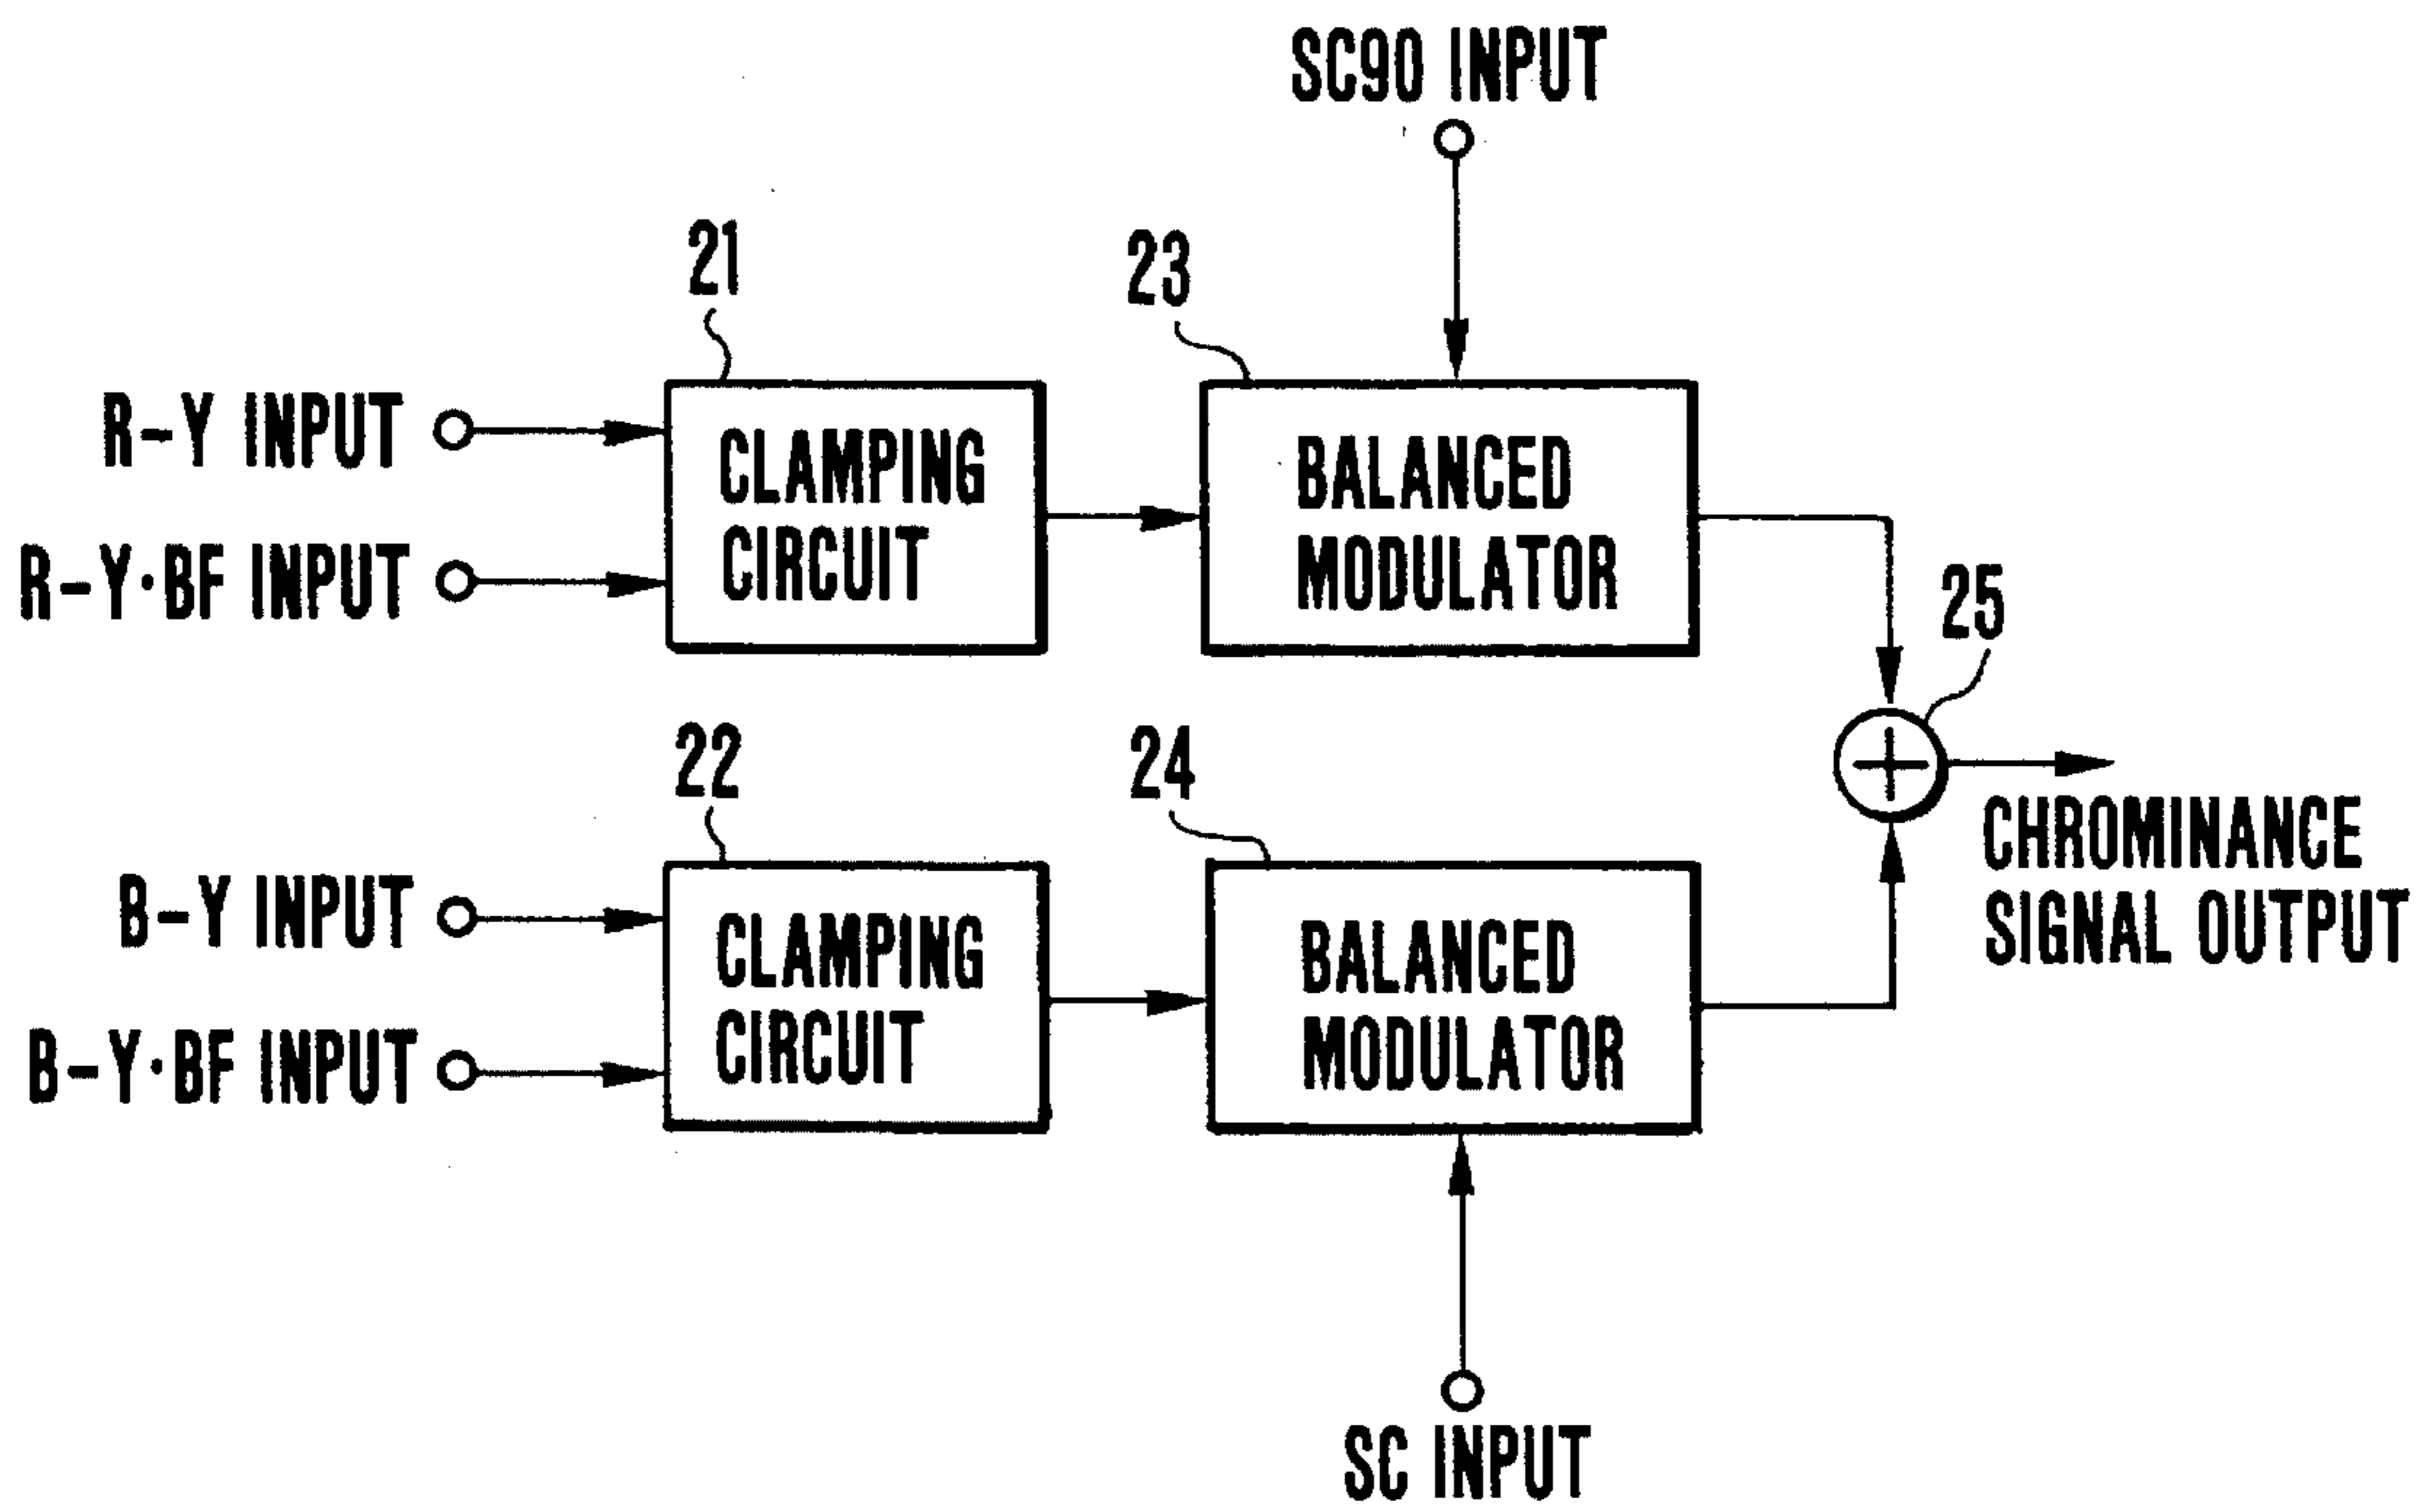 SC90 INPUT
21
23
R-Y INPUT
CLAMPING
CIRCUIT
BALANCED
MODULATOR
R-Y·BF INPUT
25
22
24
B-Y INPUT
CLAMPING
CIRCUIT
BALANCED
MODULATOR
CHROMINANCE
SIGNAL OUTPUT
B-Y·BF INPUT
SC INPUT